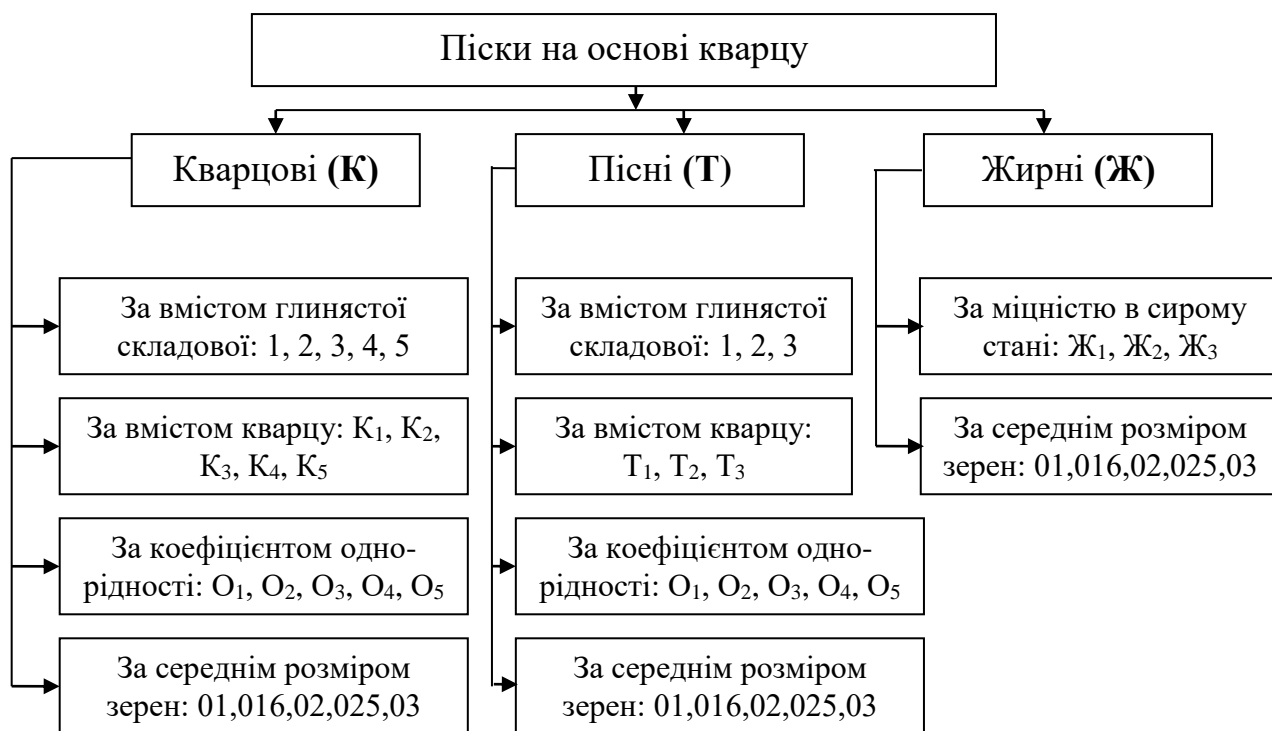 Піски на основі кварцу
Кварцові (К)
Пісні (Т)
Жирні (Ж)
За вмістом глинястої
складової: 1, 2, 3, 4, 5
За вмістом кварцу: К₁, К₂,
К₃, К₄, К₅
За коефіцієнтом одно-
рідності: О₁, О₂, О₃, О₄, О₅
За середнім розміром
зерен: 01,016,02,025,03
За вмістом глинястої
складової: 1, 2, 3
За вмістом кварцу:
Т₁, Т₂, Т₃
За коефіцієнтом одно-
рідності: О₁, О₂, О₃, О₄, О₅
За середнім розміром
зерен: 01,016,02,025,03
За міцністю в сирому
стані: Ж₁, Ж₂, Ж₃
За середнім розміром
зерен: 01,016,02,025,03